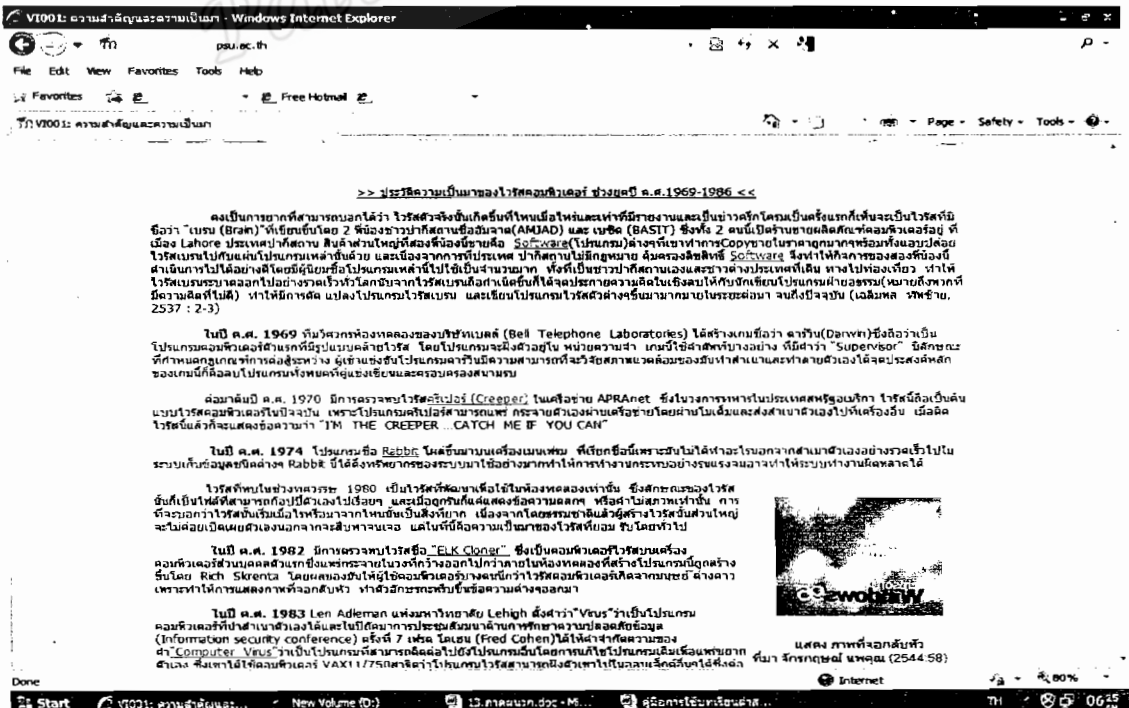 VI001: ความสำคัญและความเป็นมา - Windows Internet Explorer
psu.ac.th
File Edit View Favorites Tools Help
Favorites Free Hotmail
VI001: ความสำคัญและความเป็นมา Page Safety Tools
>> ประวัติความเป็นมาของไวรัสคอมพิวเตอร์ ช่วงยุคปี ค.ศ.1969-1986 <<
คงเป็นการยากที่สามารถบอกได้ว่า ไวรัสตัวจริงนั้นเกิดขึ้นที่ไหนเมื่อไหร่และเท่าที่มีรายงานและเป็นข่าวครึกโครมเป็นครั้งแรกก็เห็นจะเป็นไวรัสที่มี
ชื่อว่า "เบรน (Brain)"ที่เขียนขึ้นโดย 2 พี่น้องชาวปากีสถานชื่ออัมจาด(AMJAD) และ เบซิต (BASIT) ซึ่งทั้ง 2 คนนี้เปิดร้านขายผลิตภัณฑ์คอมพิวเตอร์อยู่ ที่
เมือง Lahore ประเทศปากีสถาน สินค้าส่วนใหญ่ที่สองพี่น้องนี้ขายคือ Software(โปรแกรม)ต่างๆที่เขาทำการCopyขายในราคาถูกมากๆพร้อมทั้งแอบปล่อย
ไวรัสเบรนไปกับแผ่นโปรแกรมเหล่านั้นด้วย และเนื่องจากการที่ประเทศ ปากีสถานไม่มีกฎหมาย คุ้มครองลิขสิทธิ์ Software จึงทำให้กิจการของสองพี่น้องนี้
ดำเนินการไปได้อย่างดีโดยมีผู้นิยมซื้อโปรแกรมเหล่านี้ไปใช้เป็นจำนวนมาก ทั้งที่เป็นชาวปากีสถานเองและชาวต่างประเทศที่เดิน ทางไปท่องเที่ยว ทำให้
ไวรัสเบรนระบาดออกไปอย่างรวดเร็วทั่วโลกนับจากไวรัสเบรนถือกำเนิดขึ้นก็ได้จุดประกายความคิดในเชิงลบให้กับนักเขียนโปรแกรมฝ่ายอธรรม(หมายถึงพวกที่
มีความคิดที่ไม่ดี) ทำให้มีการดัด แปลงโปรแกรมไวรัสเบรน และเขียนโปรแกรมไวรัสตัวต่างๆขึ้นมามากมายในระยะต่อมา จนถึงปัจจุบัน (เฉลิมพล ทัพซ้าย,
2537 : 2-3)
ในปี ค.ศ. 1969 ทีมวิศวกรห้องทดลองของบริษัทเบลล์ (Bell Telephone Laboratories) ได้สร้างเกมชื่อว่า ดาร์วิน(Darwin)ซึ่งถือว่าเป็น
โปรแกรมคอมพิวเตอร์ตัวแรกที่มีรูปแบบคล้ายไวรัส โดยโปรแกรมจะฝังตัวอยู่ใน หน่วยความจำ เกมนี้ใช้คำศัพท์บางอย่าง ที่มีคำว่า "Supervisor" มีลักษณะ
ที่กำหนดกฎเกณฑ์การต่อสู้ระหว่าง ผู้เข้าแข่งขันโปรแกรมดาร์วินมีความสามารถที่จะวิจัยสภาพแวดล้อมของมันทำสำเนาและทำลายตัวเองได้จุดประสงค์หลัก
ของเกมนี้ก็คือลบโปรแกรมทั้งหมดที่คู่แข่งเขียนและครอบครองสนามรบ
ต่อมาต้นปี ค.ศ. 1970 มีการตรวจพบไวรัสครีปเปอร์ (Creeper) ในเครือข่าย APRAnet ซึ่งในวงการทหารในประเทศสหรัฐอเมริกา ไวรัสนี้ถือเป็นต้น
แบบไวรัสคอมพิวเตอร์ในปัจจุบัน เพราะโปรแกรมครีปเปอร์สามารถแพร่ กระจายตัวเองผ่านเครือข่ายโดยผ่านโมเด็มและส่งสำเนาตัวเองไปที่เครื่องอื่น เมื่อติด
ไวรัสนี้แล้วก็จะแสดงข้อความว่า "I'M THE CREEPER ...CATCH ME IF YOU CAN"
ในปี ค.ศ. 1974 โปรแกรมชื่อ Rabbit โผล่ขึ้นมาบนเครื่องเมนเฟรม ที่เรียกชื่อนี้เพราะมันไม่ได้ทำอะไรนอกจากสำเนาตัวเองอย่างรวดเร็วไปใน
ระบบเก็บข้อมูลชนิดต่างๆ Rabbit นี้ได้ดึงทรัพยากรของระบบมาใช้อย่างมากทำให้การทำงานกระทบอย่างรุนแรงจนอาจทำให้ระบบทำงานผิดพลาดได้
ไวรัสที่พบในช่วงทศวรรษ 1980 เป็นไวรัสที่พัฒนาเพื่อใช้ในห้องทดลองเท่านั้น ซึ่งลักษณะของไวรัส
นั้นก็เป็นไฟล์ที่สามารถก๊อปปี้ตัวเองไปเรื่อยๆ และเมื่อถูกรันก็แค่แสดงข้อความตลกๆ หรือคำไม่สุภาพเท่านั้น การ
ที่จะบอกว่าไวรัสนั้นเริ่มเมื่อไรหรือมาจากไหนนั้นเป็นสิ่งที่ยาก เนื่องจากโดยธรรมชาติแล้วผู้สร้างไวรัสนั้นส่วนใหญ่
จะไม่ค่อยเปิดเผยตัวเองนอกจากจะสืบหาจนเจอ แต่ในที่นี้คือความเป็นมาของไวรัสที่ยอม รับโดยทั่วไป
ในปี ค.ศ. 1982 มีการตรวจพบไวรัสชื่อ "ELK Cloner" ซึ่งเป็นคอมพิวเตอร์ไวรัสบนเครื่อง
คอมพิวเตอร์ส่วนบุคคลตัวแรกซึ่งแพร่กระจายในวงที่กว้างออกไปกว่าภายในห้องทดลองที่สร้างโปรแกรมนี้ถูกสร้าง
ขึ้นโดย Rich Skrenta โดยผลของมันให้ผู้ใช้คอมพิวเตอร์บางคนนึกว่าไวรัสคอมพิวเตอร์เกิดจากมนุษย์ ต่างดาว
เพราะทำให้การแสดงภาพที่จอกลับหัว ทำตัวอักษรกะพริบขึ้นข้อความต่างๆออกมา
ในปี ค.ศ. 1983 Len Adleman แห่งมหาวิทยาลัย Lehigh ตั้งคำว่า"Virus"ว่าเป็นโปรแกรม
คอมพิวเตอร์ที่ทำสำเนาตัวเองได้และในปีถัดมาการประชุมสัมมนาด้านการรักษาความปลอดภัยข้อมูล
(Information security conference) ครั้งที่ 7 เฟรด โคเฮน (Fred Cohen)ได้ให้คำจำกัดความของ
คำ"Computer Virus"ว่าเป็นโปรแกรมที่สามารถติดต่อไปยังโปรแกรมอื่นโดยการแก้ไขโปรแกรมเดิมเพื่อแพร่ขยาย
ตัวเอง ซึ่งเขาได้ใช้คอมพิวเตอร์ VAX11/750สาธิตว่าโปรแกรมไวรัสสามารถฝังตัวเข้าไปใน
Windows
แสดง ภาพที่จอกลับหัว
ที่มา จักรกฤษณ์ แพคุณ (2544:58)
Done Internet 80%
Start VI001: ความสำคัญและ... New Volume (D:) 13.ภาคผนวก.doc - Mi... คู่มือการใช้บทเรียนผ่าส... TH 06:25